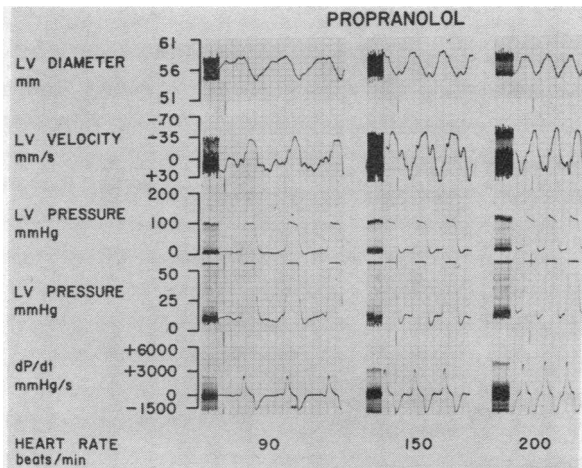 PROPRANOLOL
61
LV DIAMETER 56
mm
51
-70
LV VELOCITY -35
mm/s 0
+30
200
LV PRESSURE 100
mmHg
0
50
LV PRESSURE 25
mmHg
0
+6000
dP/dt +3000
mmHg/s
0
-1500
HEART RATE 90 150 200
beats/min